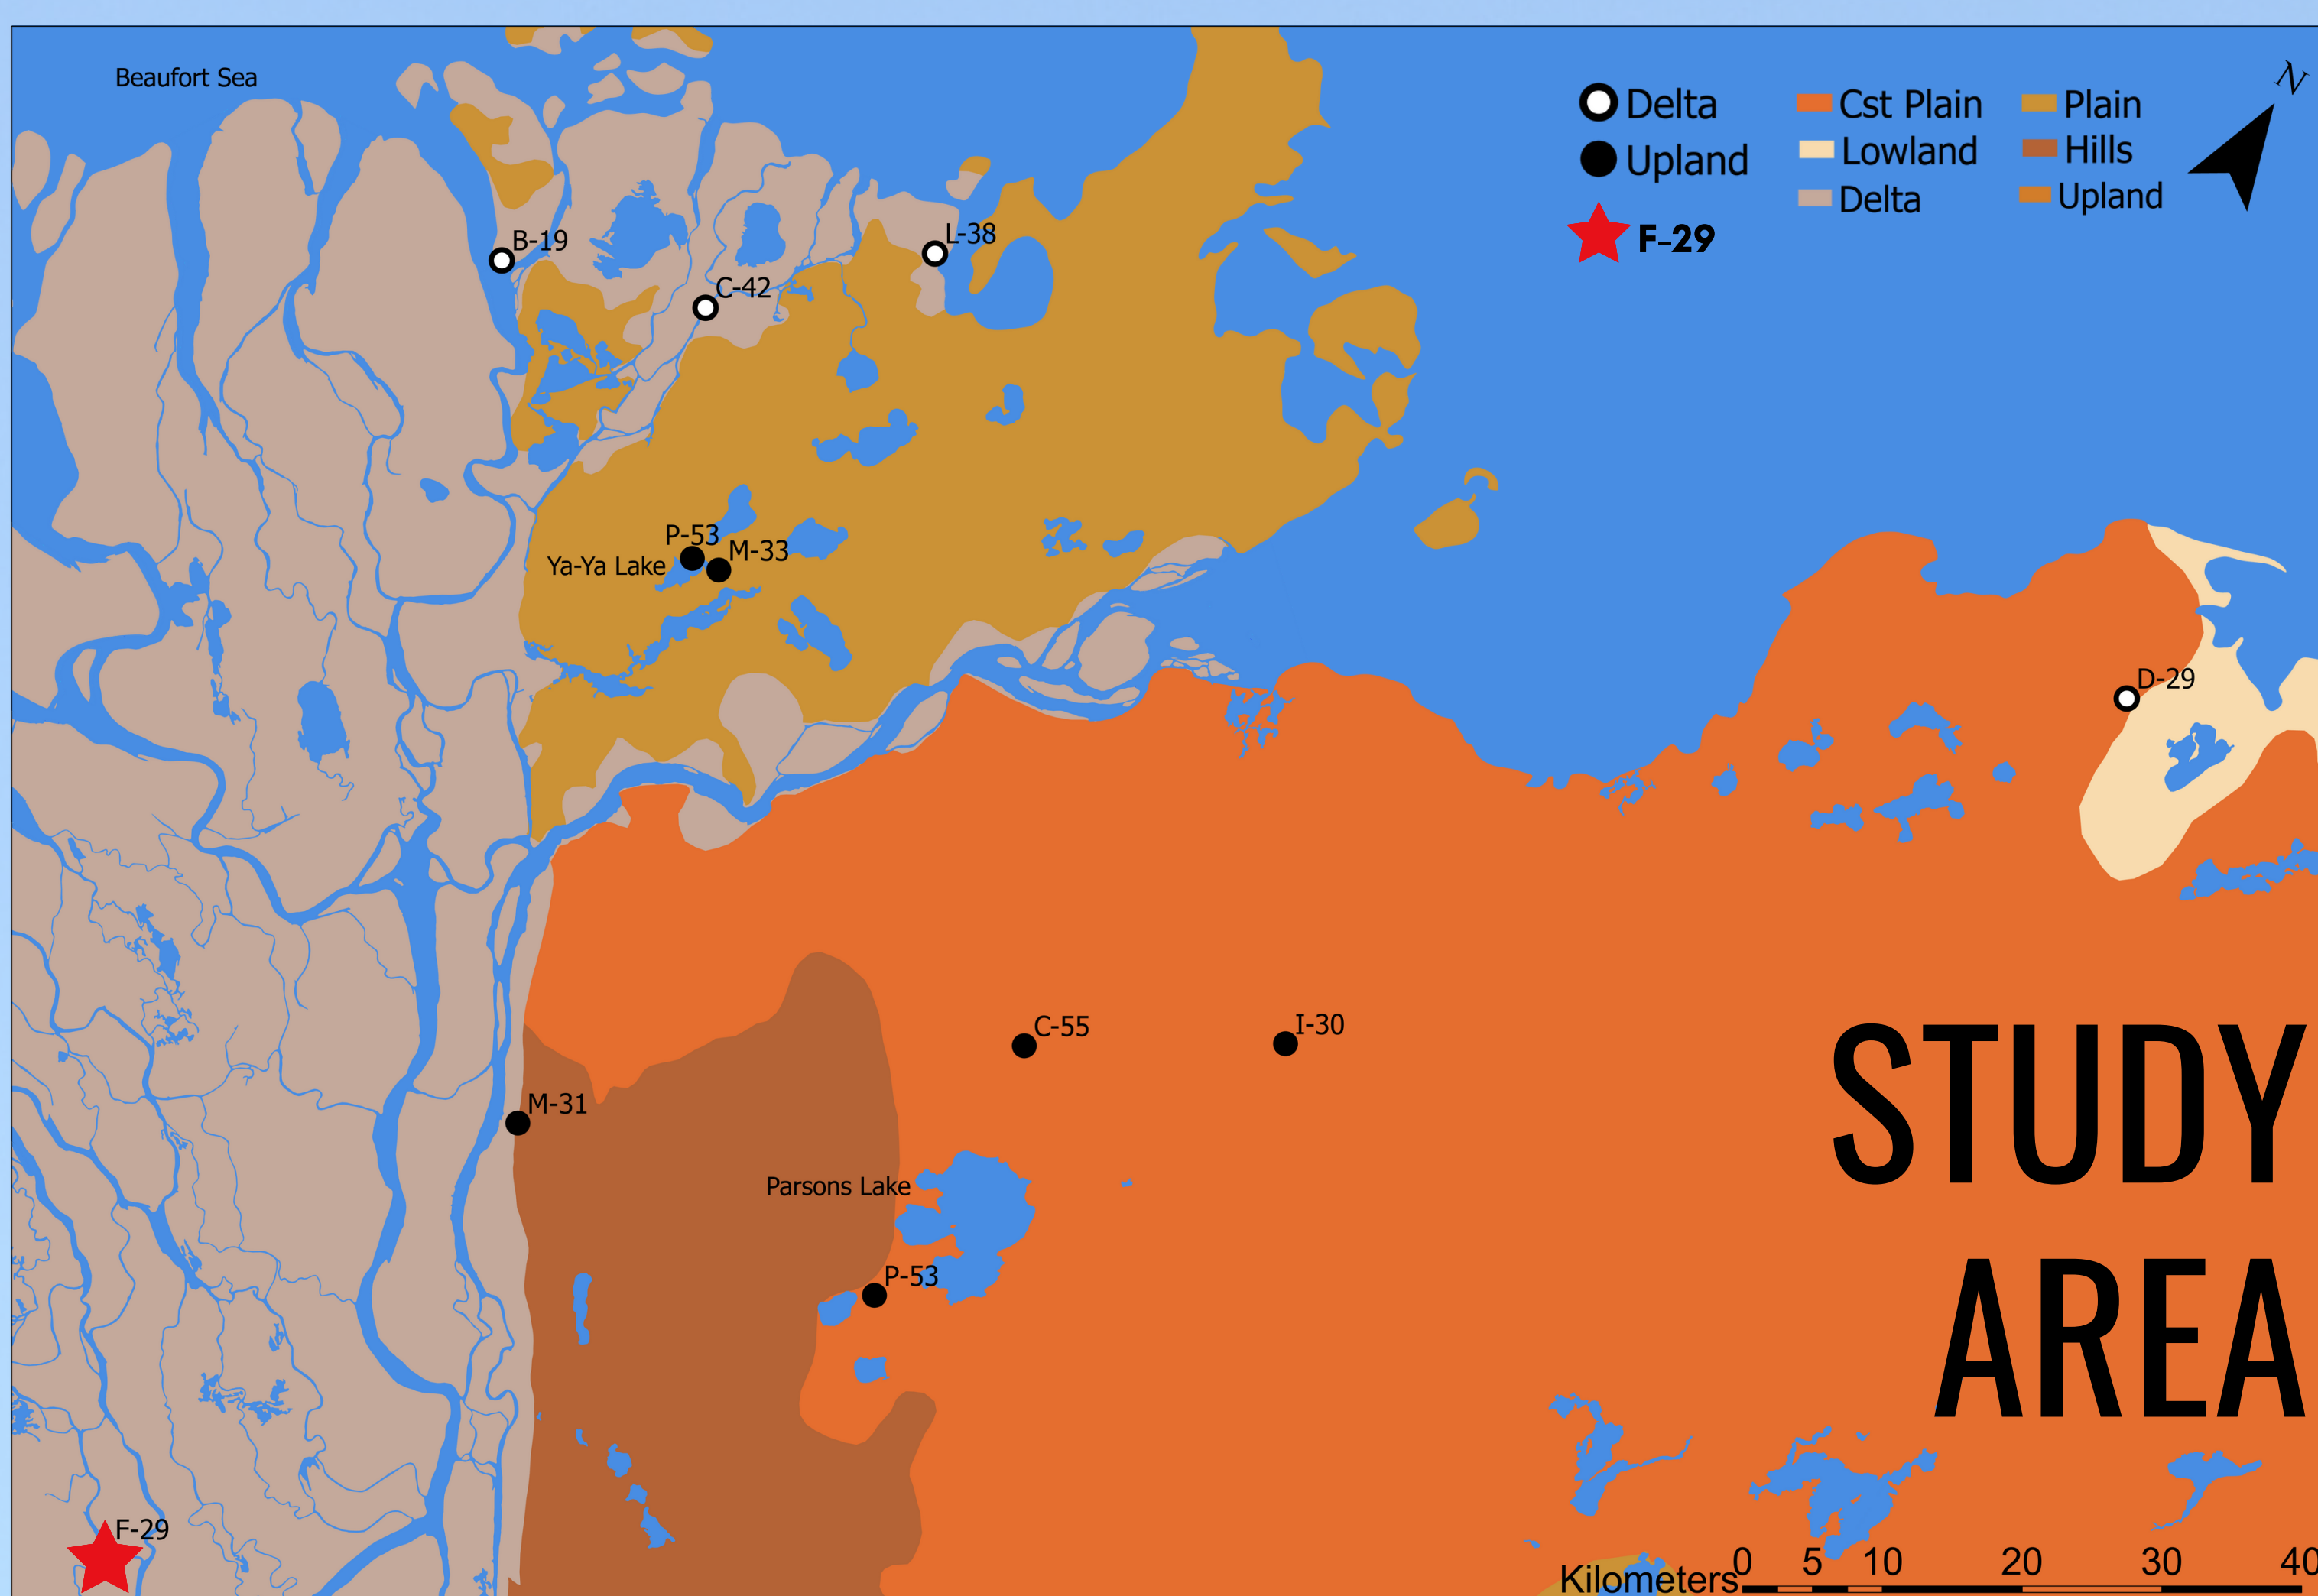 Beaufort Sea
N
Delta
Upland
F-29
Cst Plain
Lowland
Delta
Plain
Hills
Upland
B-19
L-38
C-42
P-53
M-33
Ya-Ya Lake
D-29
C-55
I-30
M-31
Parsons Lake
P-53
STUDY
AREA
F-29
Kilometers 0 5 10 20 30 40